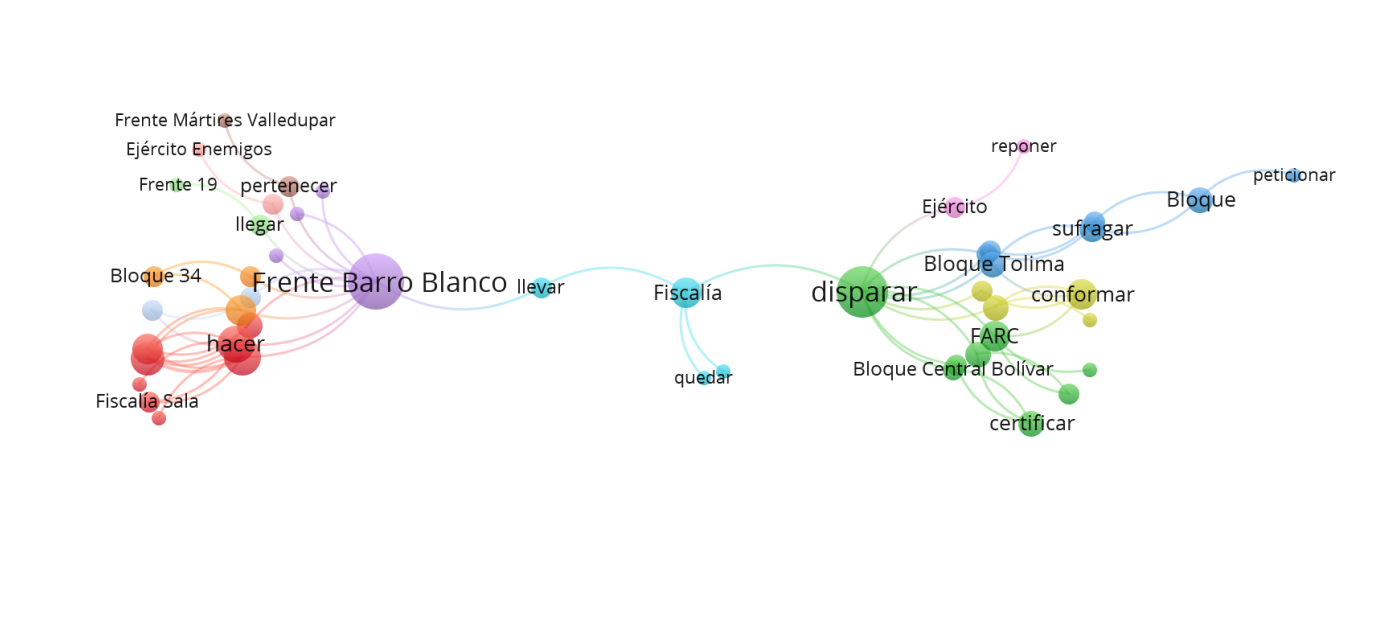 Frente Mártires Valledupar
Ejército Enemigos
Frente 19
pertenecer
llegar
Bloque 34
Frente Barro Blanco
hacer
Fiscalía Sala
llevar
Fiscalía
quedar
disparar
reponer
Ejército
peticionar
Bloque
sufragar
Bloque Tolima
conformar
FARC
Bloque Central Bolívar
certificar